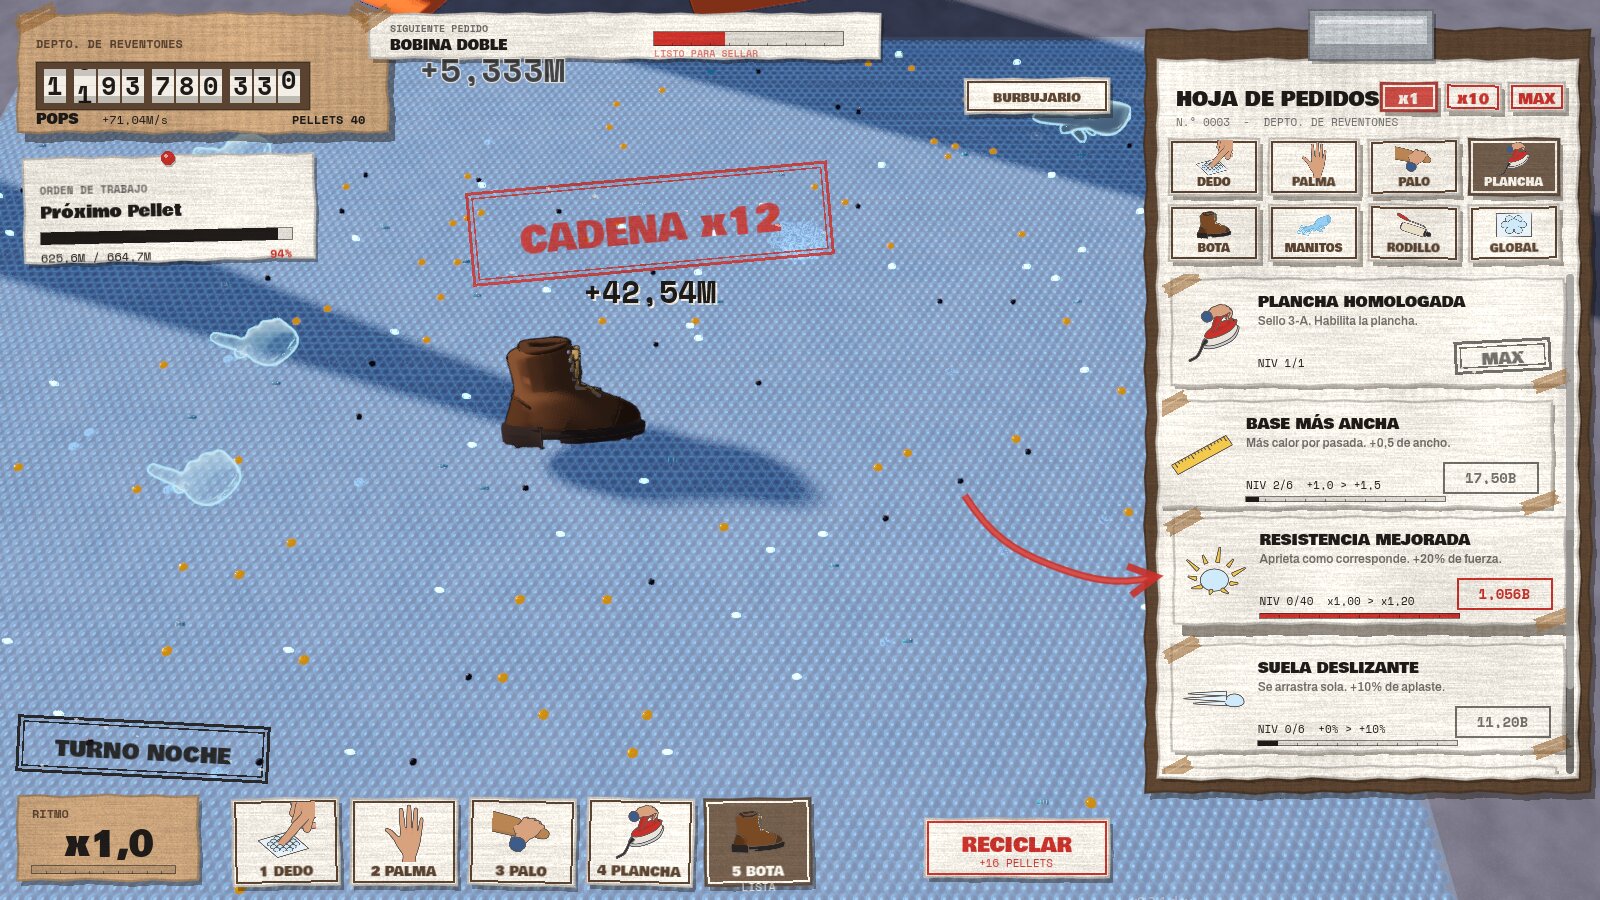 DEPTO. DE REVENTONES
POPS +71,04M/s PELLETS 40
SIGUIENTE PEDIDO
BOBINA DOBLE
LISTO PARA SELLAR
+5,333M
ORDEN DE TRABAJO
Próximo Pellet
625,6M / 664,7M 94%
CADENA x12
+42,54M
BURBUJARIO
HOJA DE PEDIDOS x1 x10 MAX
N.° 0003 - DEPTO. DE REVENTONES
DEDO PALMA PALO PLANCHA
BOTA MANITOS RODILLO GLOBAL
PLANCHA HOMOLOGADA
Sello 3-A. Habilita la plancha.
NIV 1/1 MAX
BASE MÁS ANCHA
Más calor por pasada. +0,5 de ancho.
NIV 2/6 +1,0 > +1,5 17,50B
RESISTENCIA MEJORADA
Aprieta como corresponde. +20% de fuerza.
NIV 0/40 x1,00 > x1,20 1,056B
SUELA DESLIZANTE
Se arrastra sola. +10% de aplaste.
NIV 0/6 +0% > +10% 11,20B
TURNO NOCHE
RITMO
x1,0
1 DEDO 2 PALMA 3 PALO 4 PLANCHA 5 BOTA
LISTA
RECICLAR
+16 PELLETS